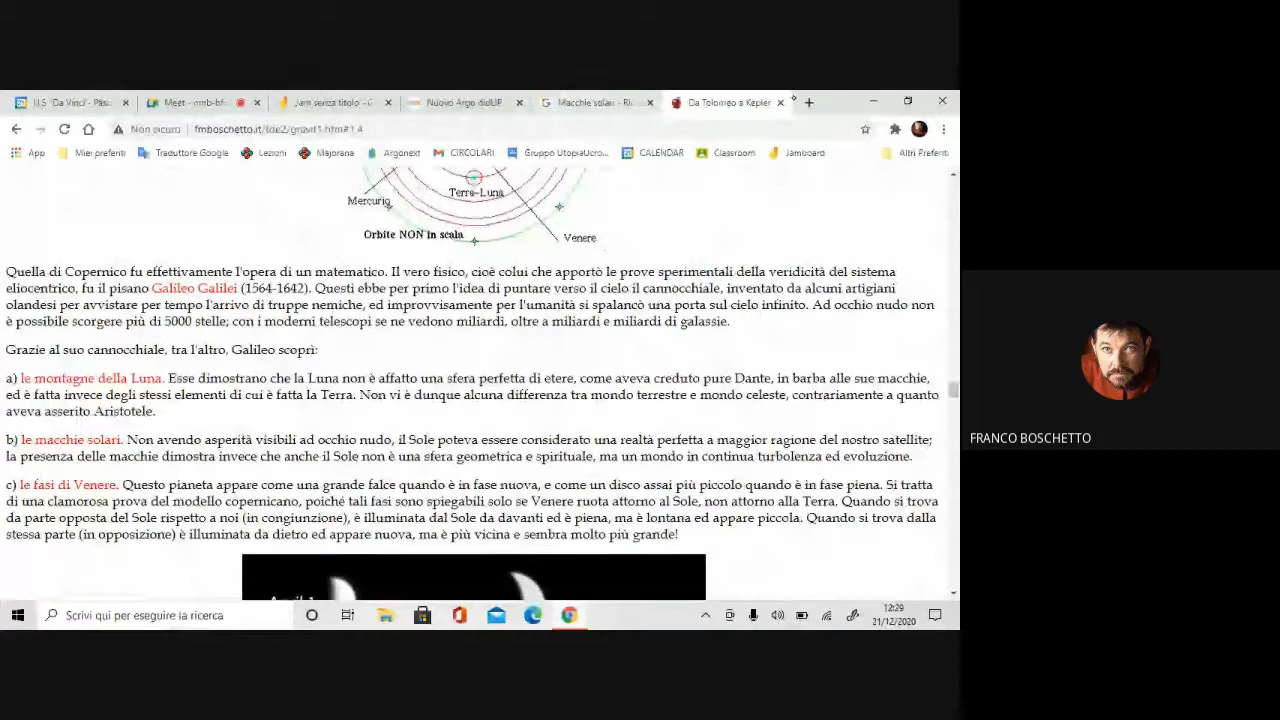 I.I.S "Da Vinci" - Pasc
Meet - mmb-bf
Jam senza titolo - G
Nuovo Argo didUP
Macchie solari - Ric
Da Tolomeo a Kepler
Non sicuro fmboschetto.it/tde2/gravit1.htm#1.4
App Miei preferiti Traduttore Google Lezioni Majorana Argonext CIRCOLARI Gruppo UtopiaUcro... CALENDAR Classroom Jamboard Altri Preferiti
Terra-Luna
Mercurio
Orbite NON in scala
Venere
Quella di Copernico fu effettivamente l'opera di un matematico. Il vero fisico, cioè colui che apportò le prove sperimentali della veridicità del sistema
eliocentrico, fu il pisano Galileo Galilei (1564-1642). Questi ebbe per primo l'idea di puntare verso il cielo il cannocchiale, inventato da alcuni artigiani
olandesi per avvistare per tempo l'arrivo di truppe nemiche, ed improvvisamente per l'umanità si spalancò una porta sul cielo infinito. Ad occhio nudo non
è possibile scorgere più di 5000 stelle; con i moderni telescopi se ne vedono miliardi, oltre a miliardi e miliardi di galassie.
Grazie al suo cannocchiale, tra l'altro, Galileo scoprì:
a) le montagne della Luna. Esse dimostrano che la Luna non è affatto una sfera perfetta di etere, come aveva creduto pure Dante, in barba alle sue macchie,
ed è fatta invece degli stessi elementi di cui è fatta la Terra. Non vi è dunque alcuna differenza tra mondo terrestre e mondo celeste, contrariamente a quanto
aveva asserito Aristotele.
b) le macchie solari. Non avendo asperità visibili ad occhio nudo, il Sole poteva essere considerato una realtà perfetta a maggior ragione del nostro satellite;
la presenza delle macchie dimostra invece che anche il Sole non è una sfera geometrica e spirituale, ma un mondo in continua turbolenza ed evoluzione.
c) le fasi di Venere. Questo pianeta appare come una grande falce quando è in fase nuova, e come un disco assai più piccolo quando è in fase piena. Si tratta
di una clamorosa prova del modello copernicano, poiché tali fasi sono spiegabili solo se Venere ruota attorno al Sole, non attorno alla Terra. Quando si trova
da parte opposta del Sole rispetto a noi (in congiunzione), è illuminata dal Sole da davanti ed è piena, ma è lontana ed appare piccola. Quando si trova dalla
stessa parte (in opposizione) è illuminata da dietro ed appare nuova, ma è più vicina e sembra molto più grande!
Scrivi qui per eseguire la ricerca
12:29
21/12/2020
FRANCO BOSCHETTO